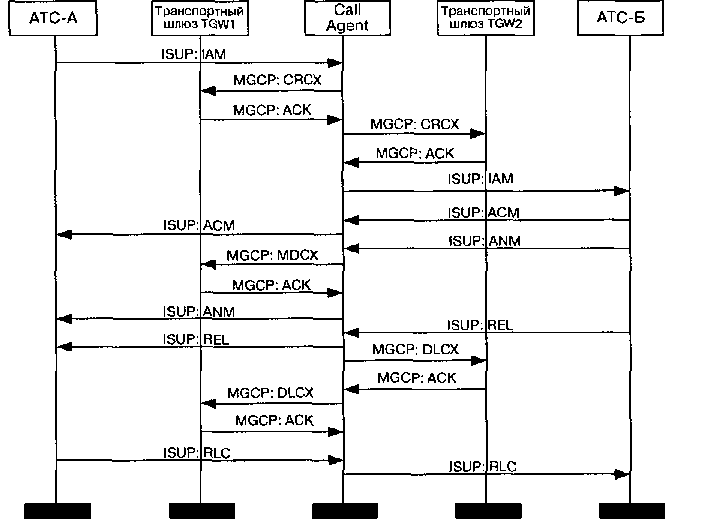 АТС-А
Транспортный
шлюз TGW1
Call
Agent
Транспортный
шлюз TGW2
АТС-Б
ISUP: IAM
MGCP: CRCX
MGCP: ACK
MGCP: CRCX
MGCP: ACK
ISUP: IAM
ISUP: ACM
ISUP: ACM
ISUP: ANM
MGCP: MDCX
MGCP: ACK
ISUP: ANM
ISUP: REL
ISUP: REL
MGCP: DLCX
MGCP: ACK
MGCP: DLCX
MGCP: ACK
ISUP: RLC
ISUP: RLC